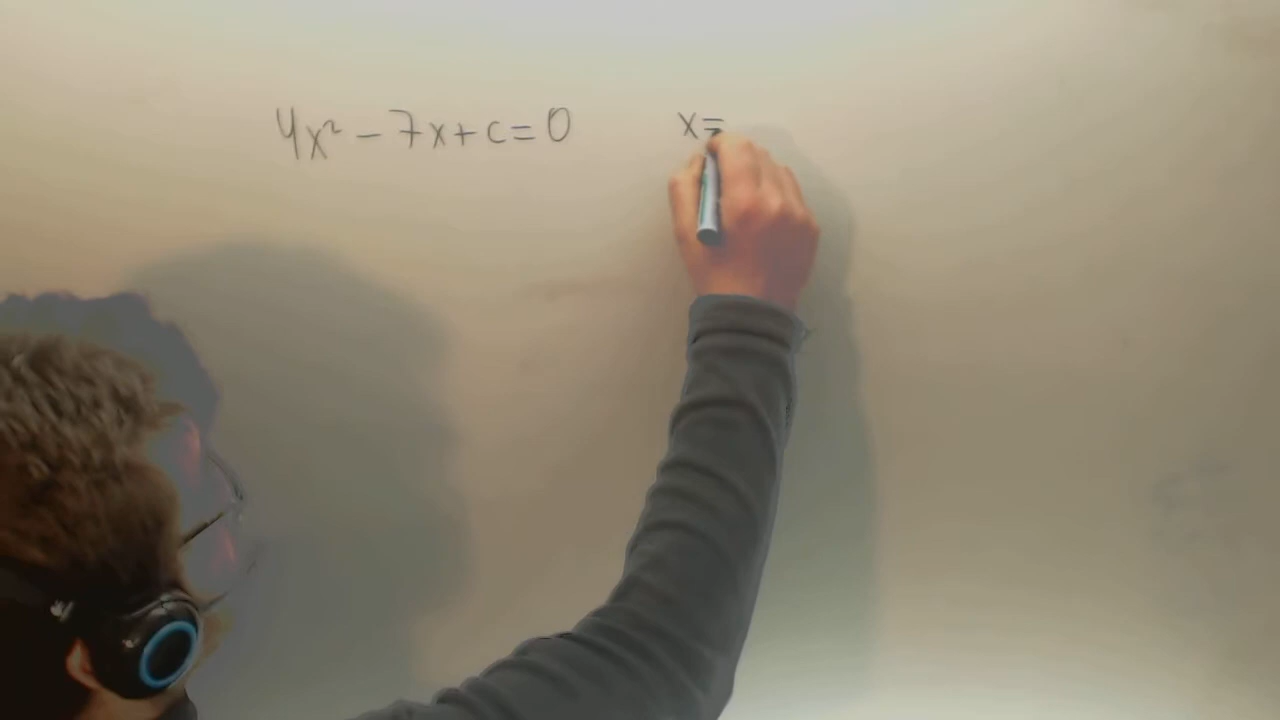 4x² - 7x + c = 0 x =